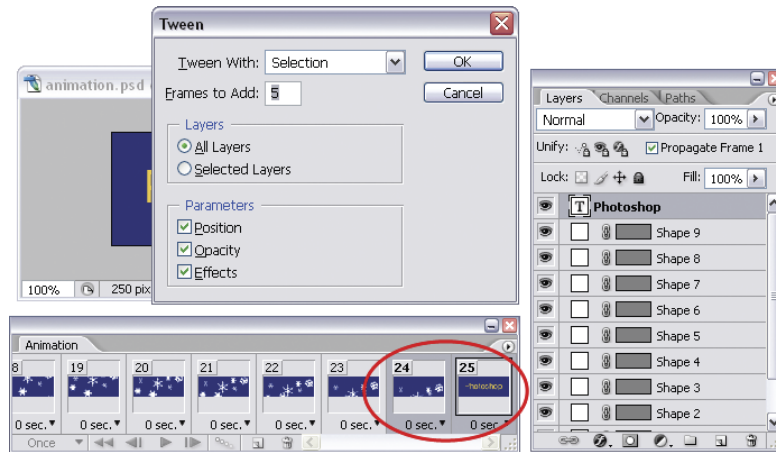 Tween
Tween With: Selection
OK
Frames to Add: 5
Cancel
Layers
All Layers
Selected Layers
Parameters
Position
Opacity
Effects
animation.psd
100%
250 pix
Layers Channels Paths
Normal Opacity: 100%
Unify: Propagate Frame 1
Lock: Fill: 100%
T Photoshop
Shape 9
Shape 8
Shape 7
Shape 6
Shape 5
Shape 4
Shape 3
Shape 2
Animation
8 19 20 21 22 23 24 25
Photoshop
0 sec. 0 sec. 0 sec. 0 sec. 0 sec. 0 sec. 0 sec. 0 sec.
Once